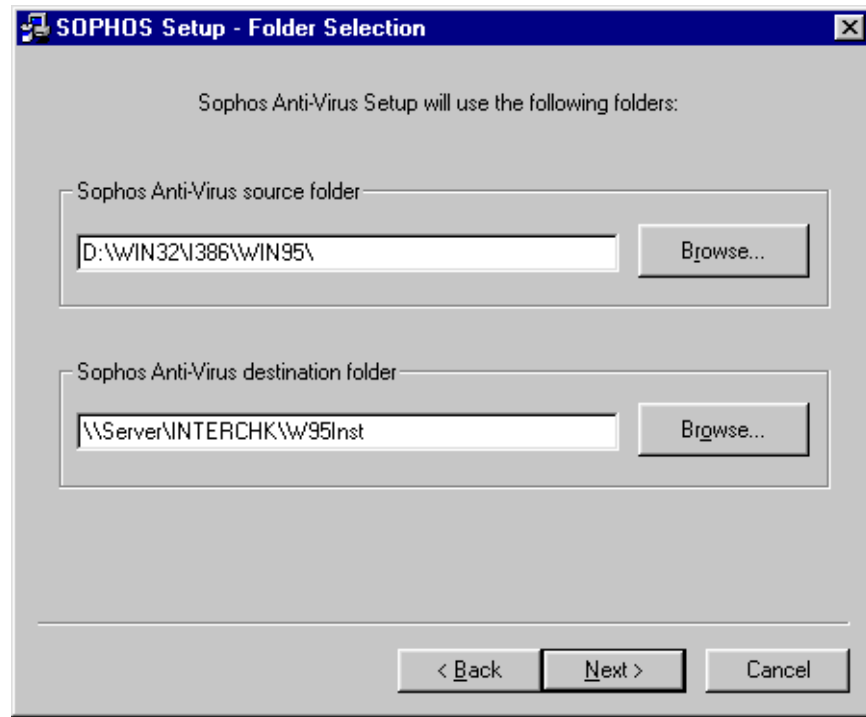 SOPHOS Setup - Folder Selection
Sophos Anti-Virus Setup will use the following folders:
Sophos Anti-Virus source folder
D:\WIN32\I386\WIN95\
Browse...
Sophos Anti-Virus destination folder
\\Server\INTERCHK\W95Inst
Browse...
< Back
Next >
Cancel